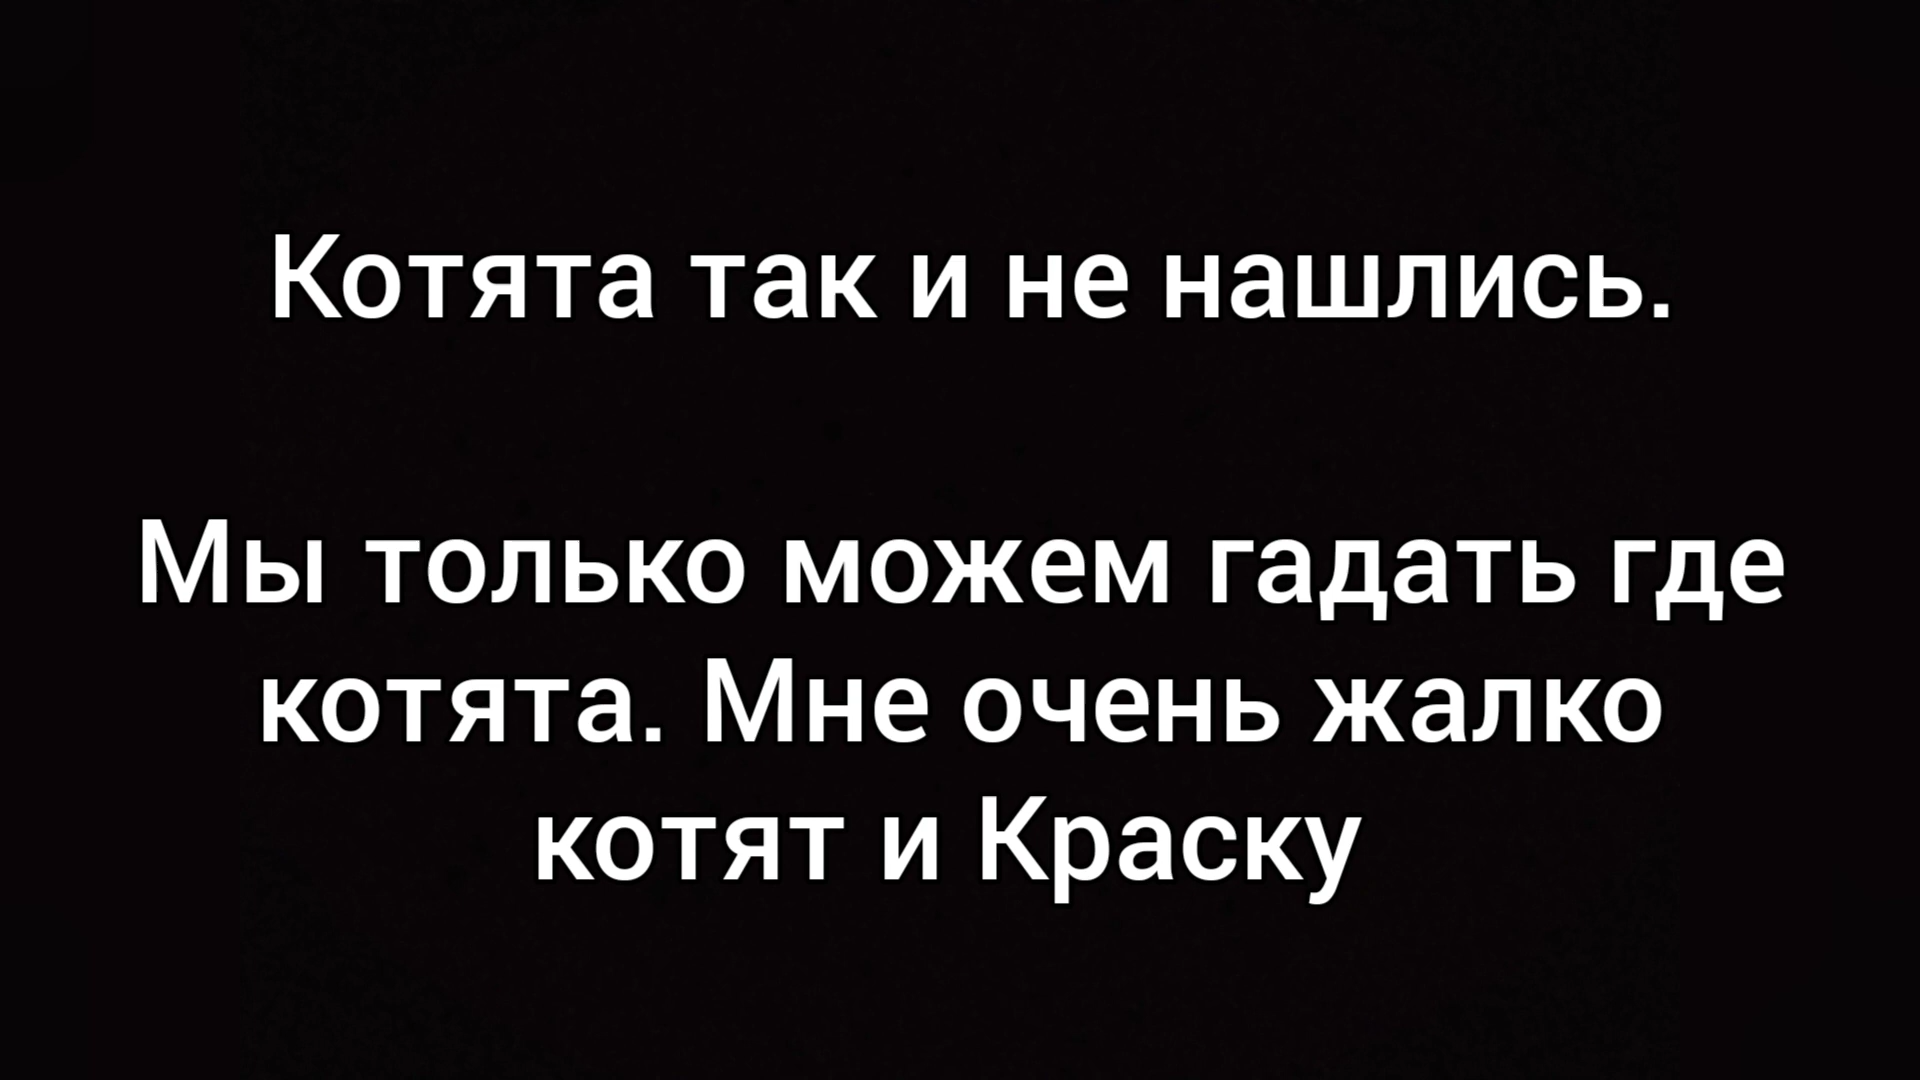 Котята так и не нашлись.
Мы только можем гадать где
котята. Мне очень жалко
котят и Краску